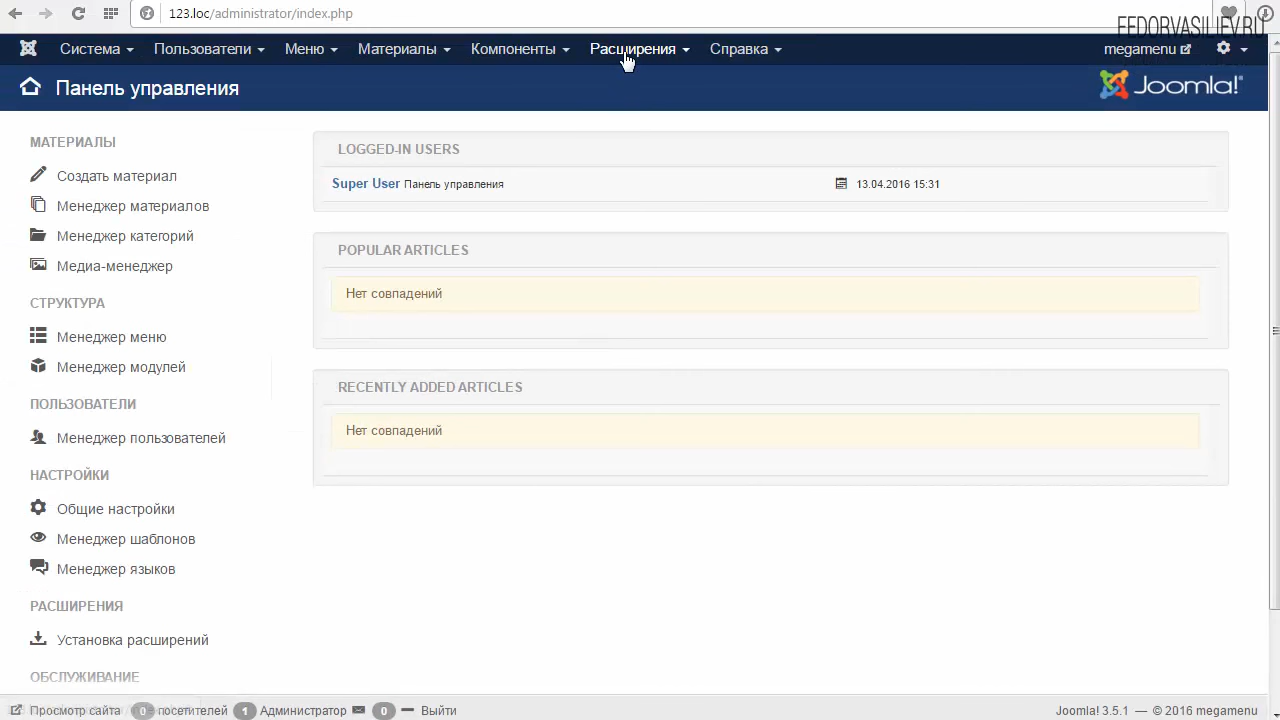 123.loc/administrator/index.php
FEDORVASILIEV.RU
Система Пользователи Меню Материалы Компоненты Расширения Справка megamenu
Панель управления
Joomla!®
МАТЕРИАЛЫ
Создать материал
Менеджер материалов
Менеджер категорий
Медиа-менеджер
СТРУКТУРА
Менеджер меню
Менеджер модулей
ПОЛЬЗОВАТЕЛИ
Менеджер пользователей
НАСТРОЙКИ
Общие настройки
Менеджер шаблонов
Менеджер языков
РАСШИРЕНИЯ
Установка расширений
ОБСЛУЖИВАНИЕ
LOGGED-IN USERS
Super User Панель управления 13.04.2016 15:31
POPULAR ARTICLES
Нет совпадений
RECENTLY ADDED ARTICLES
Нет совпадений
Просмотр сайта 0 посетителей 1 Администратор 0 Выйти Joomla! 3.5.1 — © 2016 megamenu